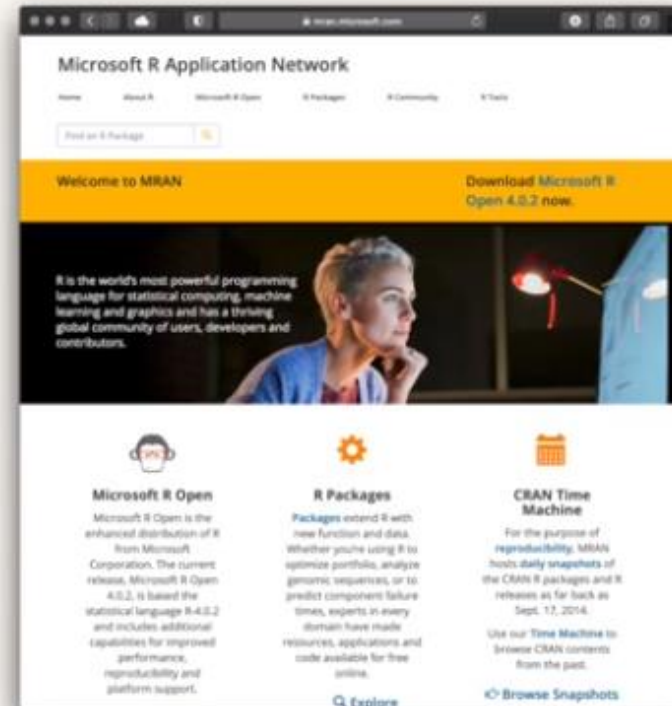 mran.microsoft.com
Microsoft R Application Network
Home About R Microsoft R Open R Packages R Community R Tools
Find an R Package
Welcome to MRAN
Download Microsoft R
Open 4.0.2 now.
R is the world's most powerful programming
language for statistical computing, machine
learning and graphics and has a thriving
global community of users, developers and
contributors.
Microsoft R Open
Microsoft R Open is the
enhanced distribution of R
from Microsoft
Corporation. The current
release, Microsoft R Open
4.0.2, is based the
statistical language R-4.0.2
and includes additional
capabilities for improved
performance,
reproducibility and
platform support.
R Packages
Packages extend R with
new function and data.
Whether you're using R to
optimize portfolio, analyze
genomic sequences, or to
predict component failure
times, experts in every
domain have made
resources, applications and
code available for free
online.
Explore
CRAN Time
Machine
For the purpose of
reproducibility, MRAN
hosts daily snapshots of
the CRAN R packages and R
releases as far back as
Sept. 17, 2014.
Use our Time Machine to
browse CRAN contents
from the past.
Browse Snapshots